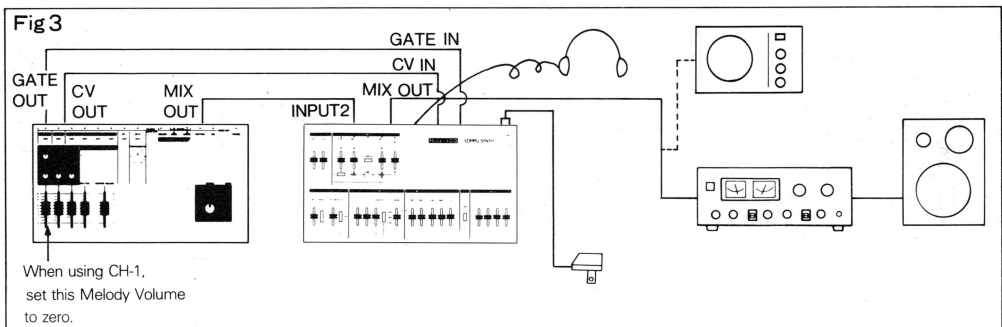 Fig 3
GATE IN
CV IN
GATE OUT
CV OUT
MIX OUT
INPUT2
MIX OUT
COMPU SYNTH
When using CH-1,
set this Melody Volume
to zero.